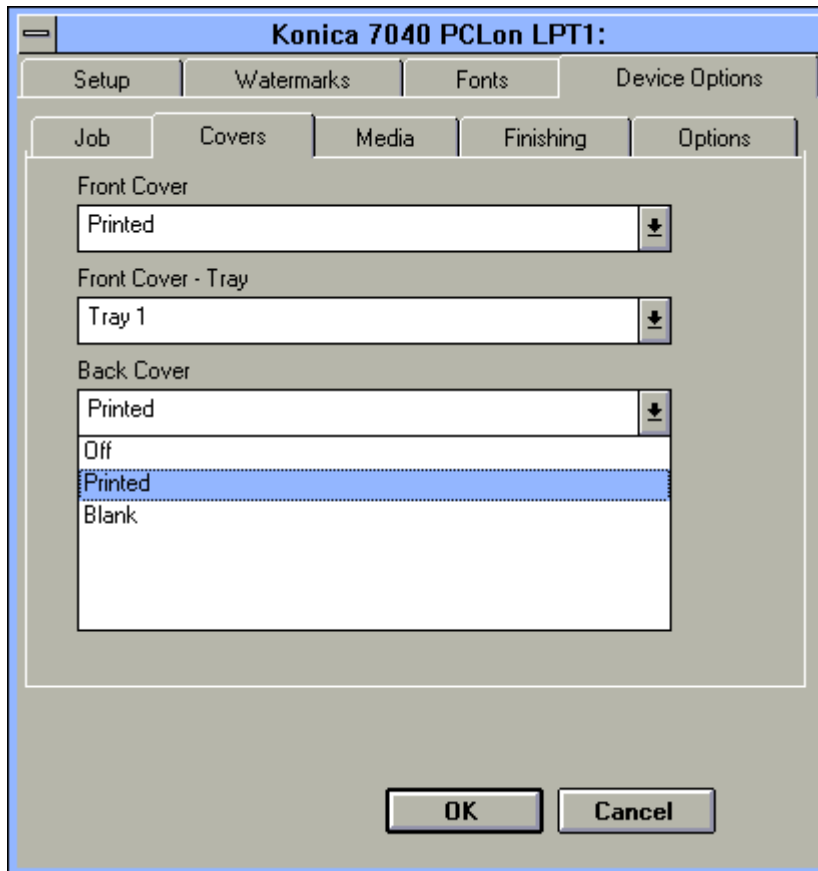 Konica 7040 PCLon LPT1:
Setup Watermarks Fonts Device Options
Job Covers Media Finishing Options
Front Cover
Printed
Front Cover - Tray
Tray 1
Back Cover
Printed
Off
Printed
Blank
OK Cancel